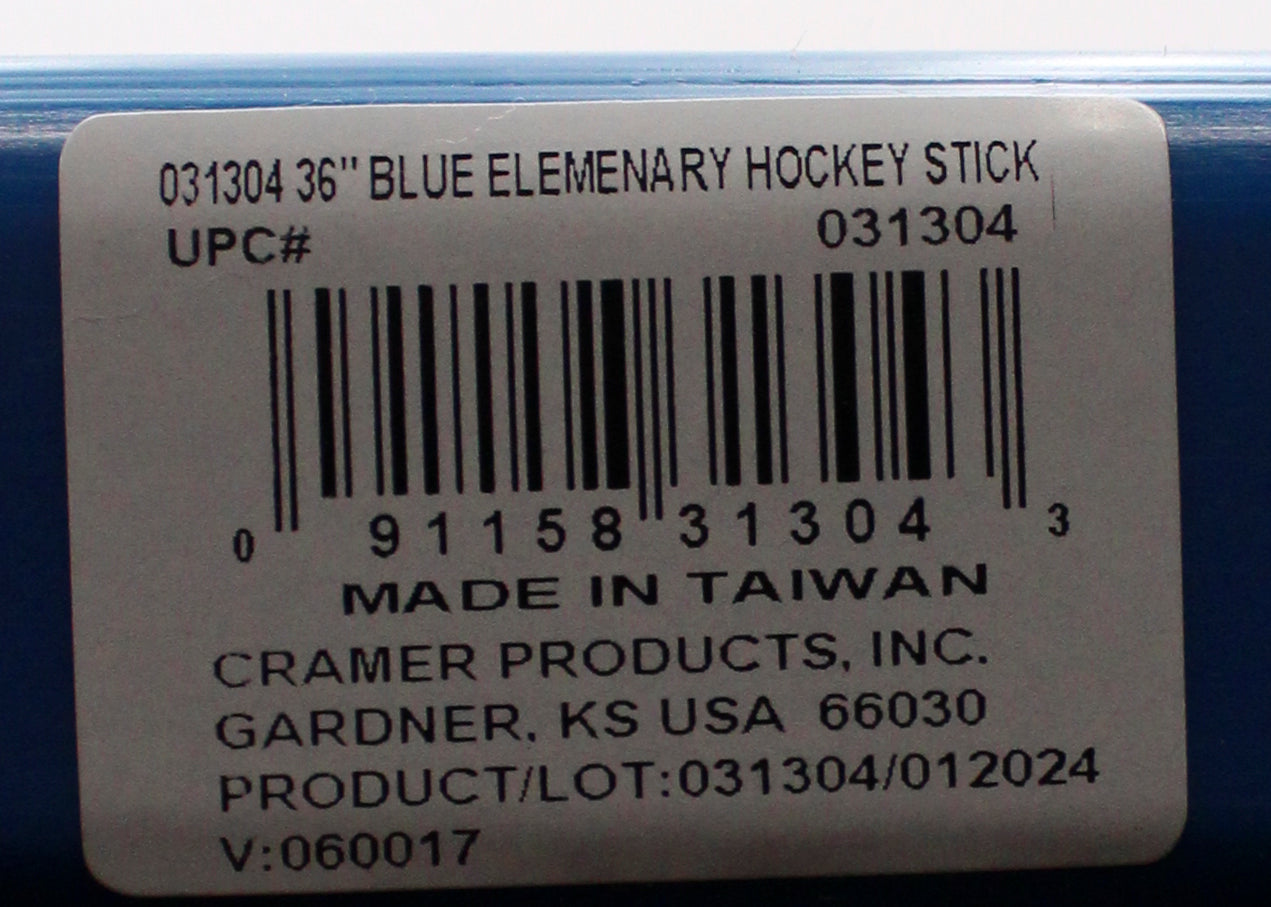 031304 36" BLUE ELEMENARY HOCKEY STICK
UPC# 031304
0 91158 31304 3
MADE IN TAIWAN
CRAMER PRODUCTS, INC.
GARDNER, KS USA 66030
PRODUCT/LOT:031304/012024
V:060017